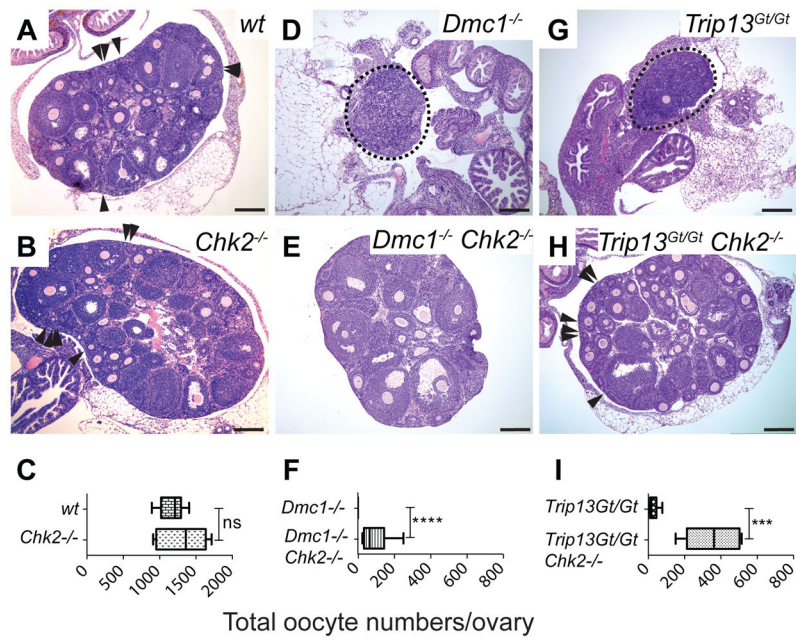 A wt
D Dmc1-/-
G Trip13Gt/Gt
B Chk2-/-
E Dmc1-/- Chk2-/-
H Trip13Gt/Gt Chk2-/-
C
wt
Chk2-/-
ns
0 1000 1500 2000
F
Dmc1-/-
Dmc1-/-
Chk2-/-
****
0 200 400 600 800
I
Trip13Gt/Gt
Trip13Gt/Gt
Chk2-/-
***
0 200 400 600 800
Total oocyte numbers/ovary